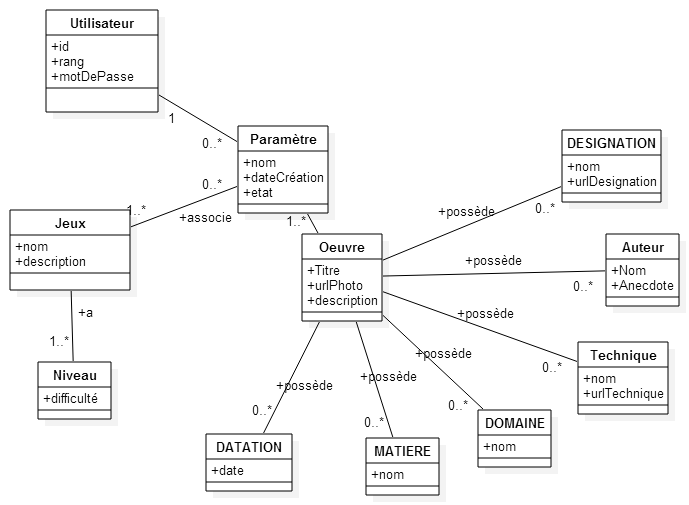 Utilisateur
+id
+rang
+motDePasse
1
0..*
Paramètre
+nom
+dateCréation
+etat
0..*
1..*
+associe
1..*
Jeux
+nom
+description
+a
1..*
Niveau
+difficulté
Oeuvre
+Titre
+urlPhoto
+description
+possède
0..*
DESIGNATION
+nom
+urlDesignation
+possède
0..*
Auteur
+Nom
+Anecdote
+possède
0..*
Technique
+nom
+urlTechnique
+possède
0..*
DOMAINE
+nom
+possède
0..*
MATIERE
+nom
+possède
0..*
DATATION
+date